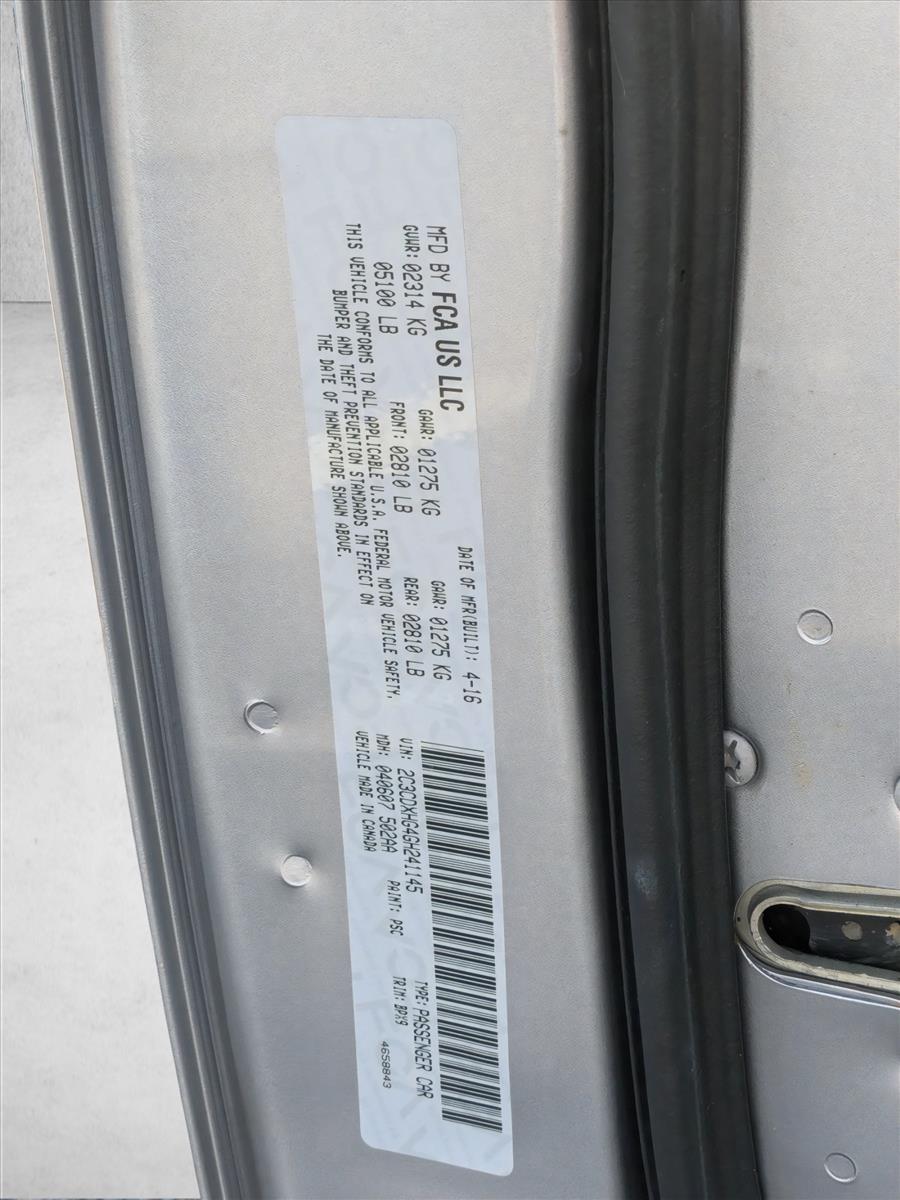 MFD BY FCA US LLC
DATE OF MFR(BUILT): 4-16
GVWR: 02314 KG
GAWR: 01275 KG
GAWR: 01275 KG
05100 LB
FRONT: 02810 LB
REAR: 02810 LB
THIS VEHICLE CONFORMS TO ALL APPLICABLE U.S.A. FEDERAL MOTOR VEHICLE SAFETY,
BUMPER AND THEFT PREVENTION STANDARDS IN EFFECT ON
THE DATE OF MANUFACTURE SHOWN ABOVE.
VIN: 2C3CDXHG4GH241145
TYPE: PASSENGER CAR
MDH: 040607 502AA
PAINT: PSC
TRIM: BPX9
VEHICLE MADE IN CANADA
4658843